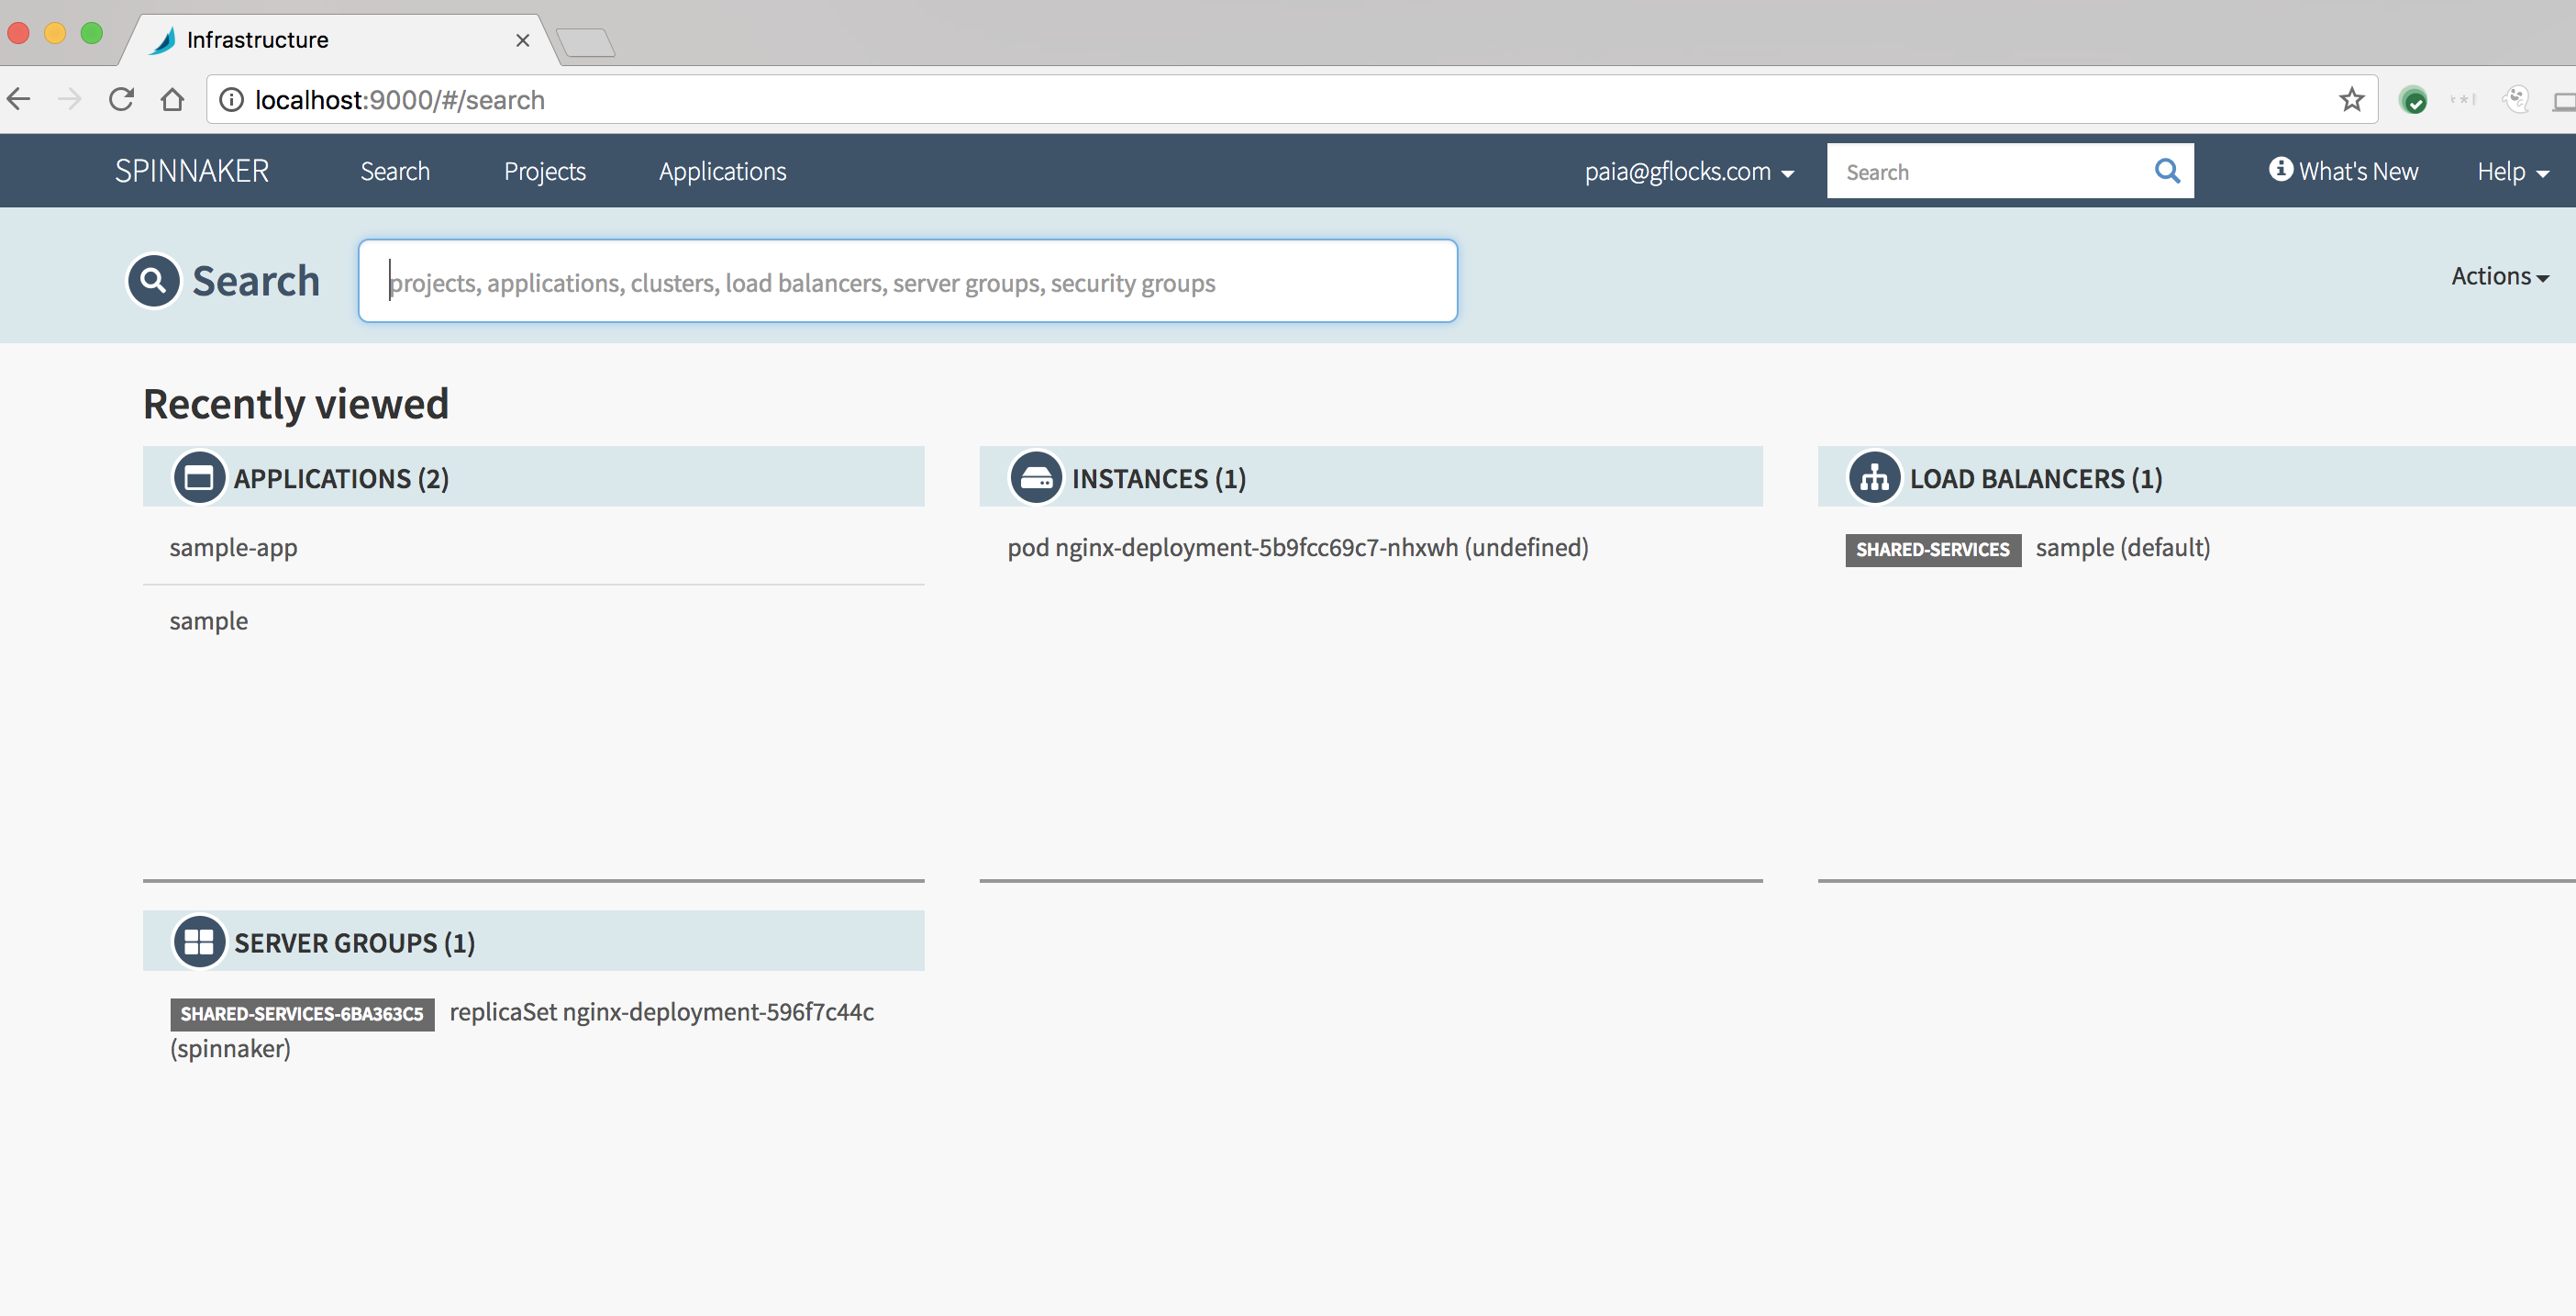 Infrastructure
localhost:9000/#/search
SPINNAKER Search Projects Applications paia@gflocks.com Search What's New Help
Search projects, applications, clusters, load balancers, server groups, security groups Actions
Recently viewed
APPLICATIONS (2)
sample-app
sample
INSTANCES (1)
pod nginx-deployment-5b9fcc69c7-nhxwh (undefined)
LOAD BALANCERS (1)
SHARED-SERVICES sample (default)
SERVER GROUPS (1)
SHARED-SERVICES-6BA363C5 replicaSet nginx-deployment-596f7c44c
(spinnaker)